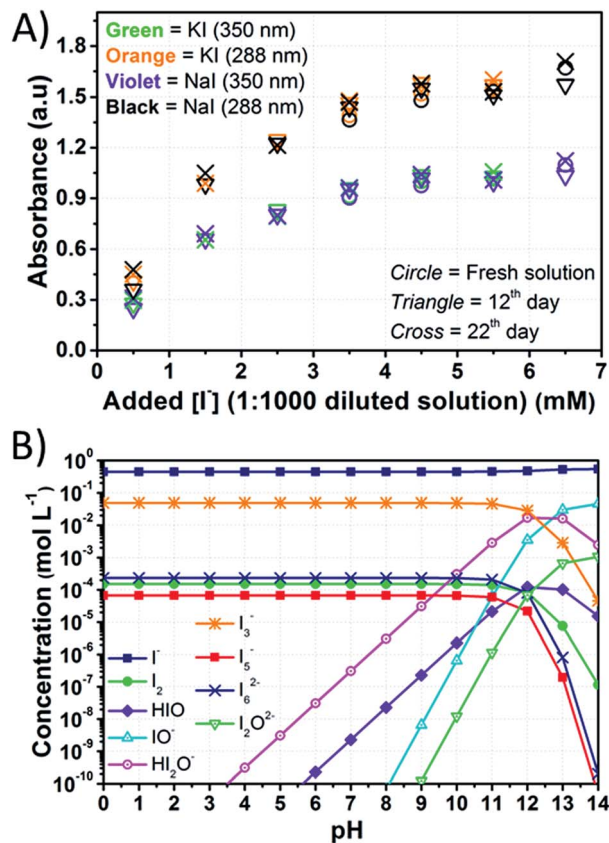 A)
Green = KI (350 nm)
Orange = KI (288 nm)
Violet = NaI (350 nm)
Black = NaI (288 nm)
Circle = Fresh solution
Triangle = 12th day
Cross = 22th day
Absorbance (a.u)
1.8
1.5
1.2
0.9
0.6
0.3
0.0
0 1 2 3 4 5 6 7
Added [I-] (1:1000 diluted solution) (mM)
B)
Concentration (mol L-1)
10^0
10^-1
10^-2
10^-3
10^-4
10^-5
10^-6
10^-7
10^-8
10^-9
10^-10
I-
I2
HIO
IO-
HI2O-
I3-
I5-
I6^2-
I2O^2-
0 1 2 3 4 5 6 7 8 9 10 11 12 13 14
pH